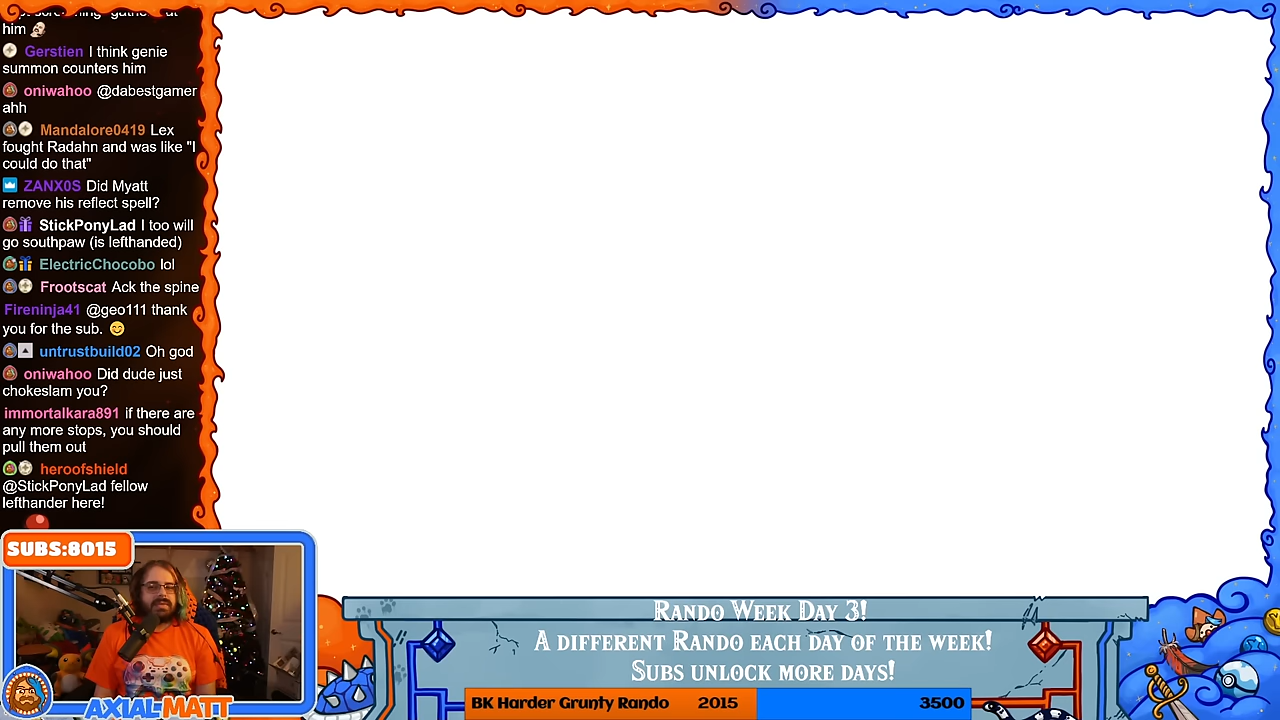 him
Gerstien I think genie
summon counters him
oniwahoo @dabestgamer
ahh
Mandalore0419 Lex
fought Radahn and was like "I
could do that"
ZANX0S Did Myatt
remove his reflect spell?
StickPonyLad I too will
go southpaw (is lefthanded)
ElectricChocobo lol
Frootscat Ack the spine
Fireninja41 @geo111 thank
you for the sub.
untrustbuild02 Oh god
oniwahoo Did dude just
chokeslam you?
immortalkara891 if there are
any more stops, you should
pull them out
heroofshield
@StickPonyLad fellow
lefthander here!
SUBS:8015
AXIALMATT
Rando Week Day 3!
A different Rando each day of the week!
Subs unlock more days!
BK Harder Grunty Rando 2015 3500